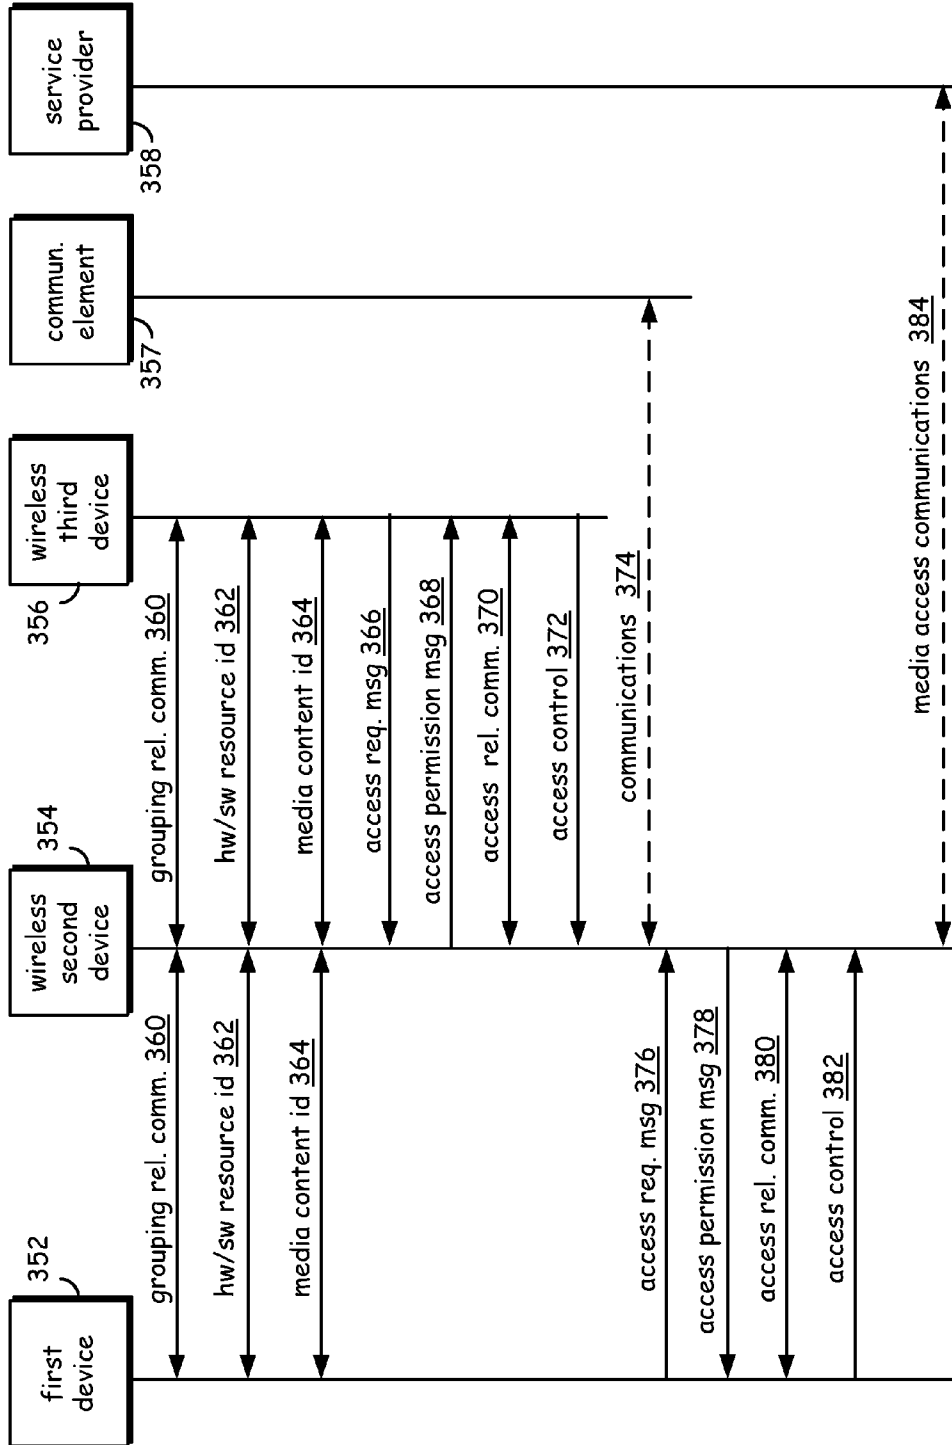 first
device
352
wireless
second
device
354
wireless
third
device
356
commun.
element
357
service
provider
358
grouping rel. comm. 360
grouping rel. comm. 360
hw/sw resource id 362
hw/sw resource id 362
media content id 364
media content id 364
access req. msg 366
access permission msg 368
access rel. comm. 370
access control 372
communications 374
access req. msg 376
access permission msg 378
access rel. comm. 380
access control 382
media access communications 384